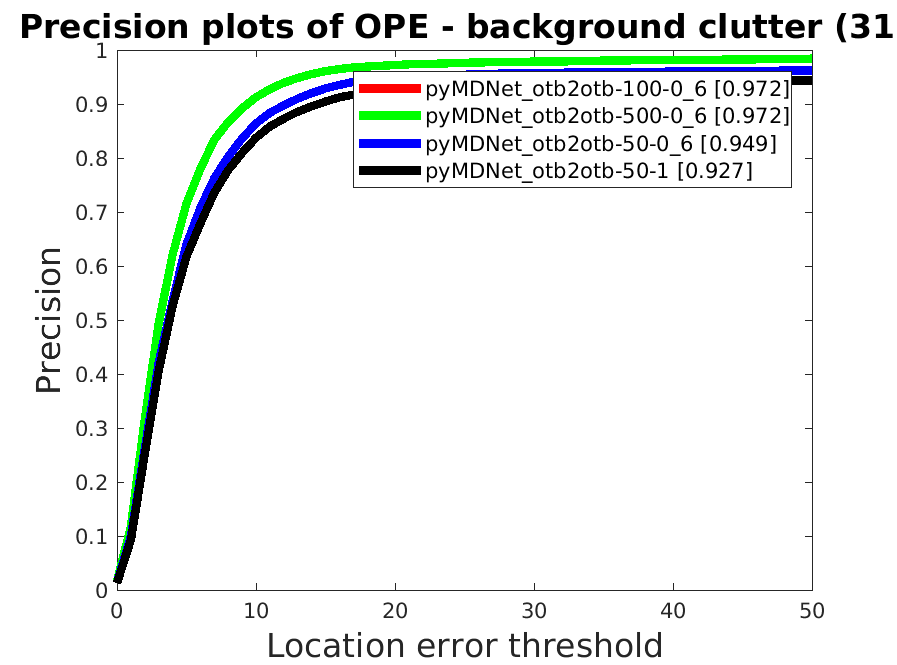 Precision plots of OPE - background clutter (31
1
0.9
0.8
0.7
0.6
0.5
0.4
0.3
0.2
0.1
0
Precision
pyMDNet_otb2otb-100-0_6 [0.972]
pyMDNet_otb2otb-500-0_6 [0.972]
pyMDNet_otb2otb-50-0_6 [0.949]
pyMDNet_otb2otb-50-1 [0.927]
0 10 20 30 40 50
Location error threshold